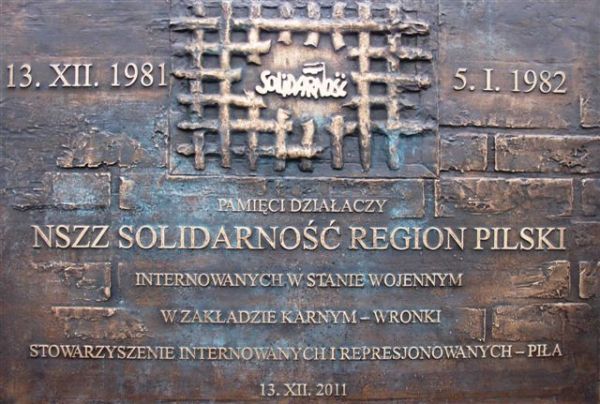 13. XII. 1981
SOLIDARNOŚĆ
5. I. 1982
PAMIĘCI DZIAŁACZY
NSZZ SOLIDARNOŚĆ REGION PILSKI
INTERNOWANYCH W STANIE WOJENNYM
W ZAKŁADZIE KARNYM – WRONKI
STOWARZYSZENIE INTERNOWANYCH I REPRESJONOWANYCH – PIŁA
13. XII. 2011